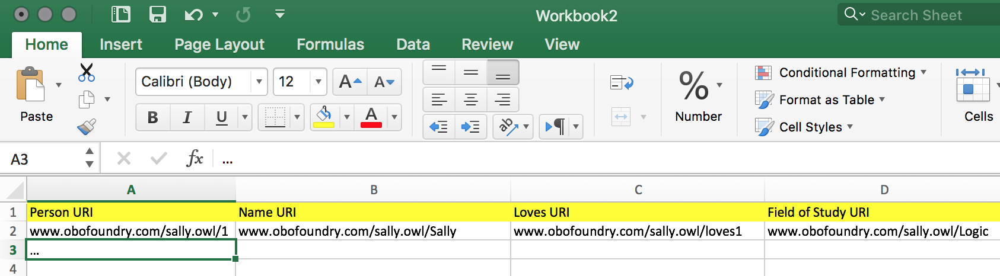 Workbook2
Search Sheet
Home Insert Page Layout Formulas Data Review View
Paste
Calibri (Body) 12 A A
B I U A
ab
%
Number
Conditional Formatting
Format as Table
Cell Styles
Cells
A3 fx ...
A B C D
1 Person URI Name URI Loves URI Field of Study URI
2 www.obofoundry.com/sally.owl/1 www.obofoundry.com/sally.owl/Sally www.obofoundry.com/sally.owl/loves1 www.obofoundry.com/sally.owl/Logic
3 ...
4